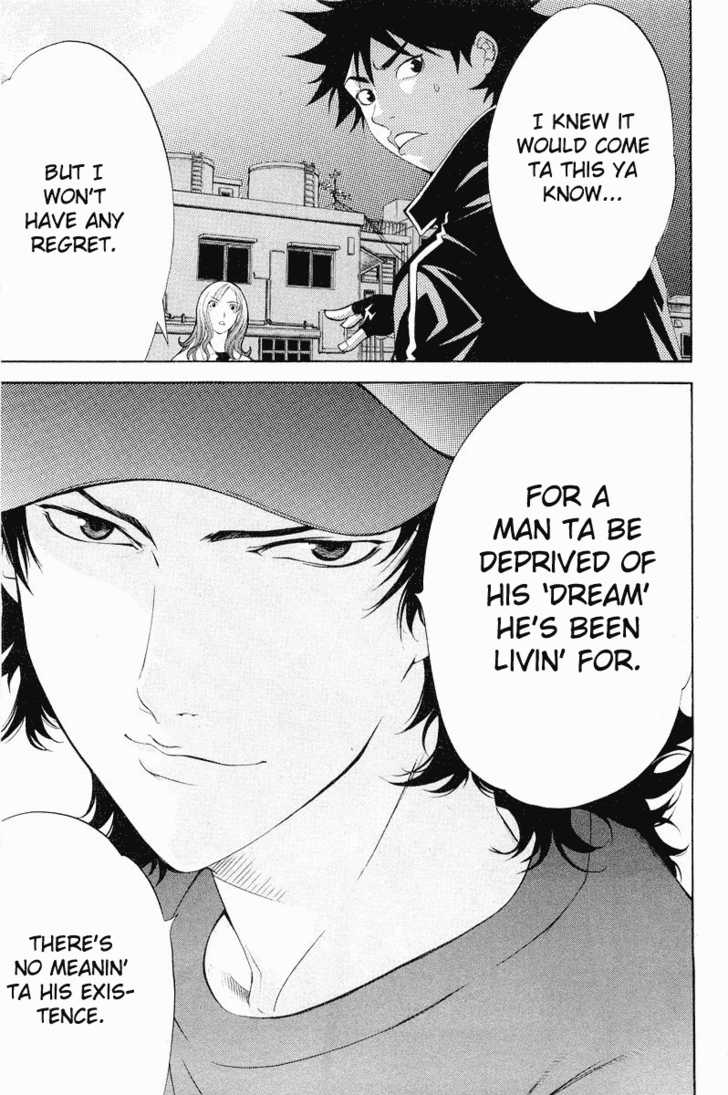 I KNEW IT
WOULD COME
TA THIS YA
KNOW...
BUT I
WON'T
HAVE ANY
REGRET.
FOR A
MAN TA BE
DEPRIVED OF
HIS 'DREAM'
HE'S BEEN
LIVIN' FOR.
THERE'S
NO MEANIN'
TA HIS EXIS-
TENCE.